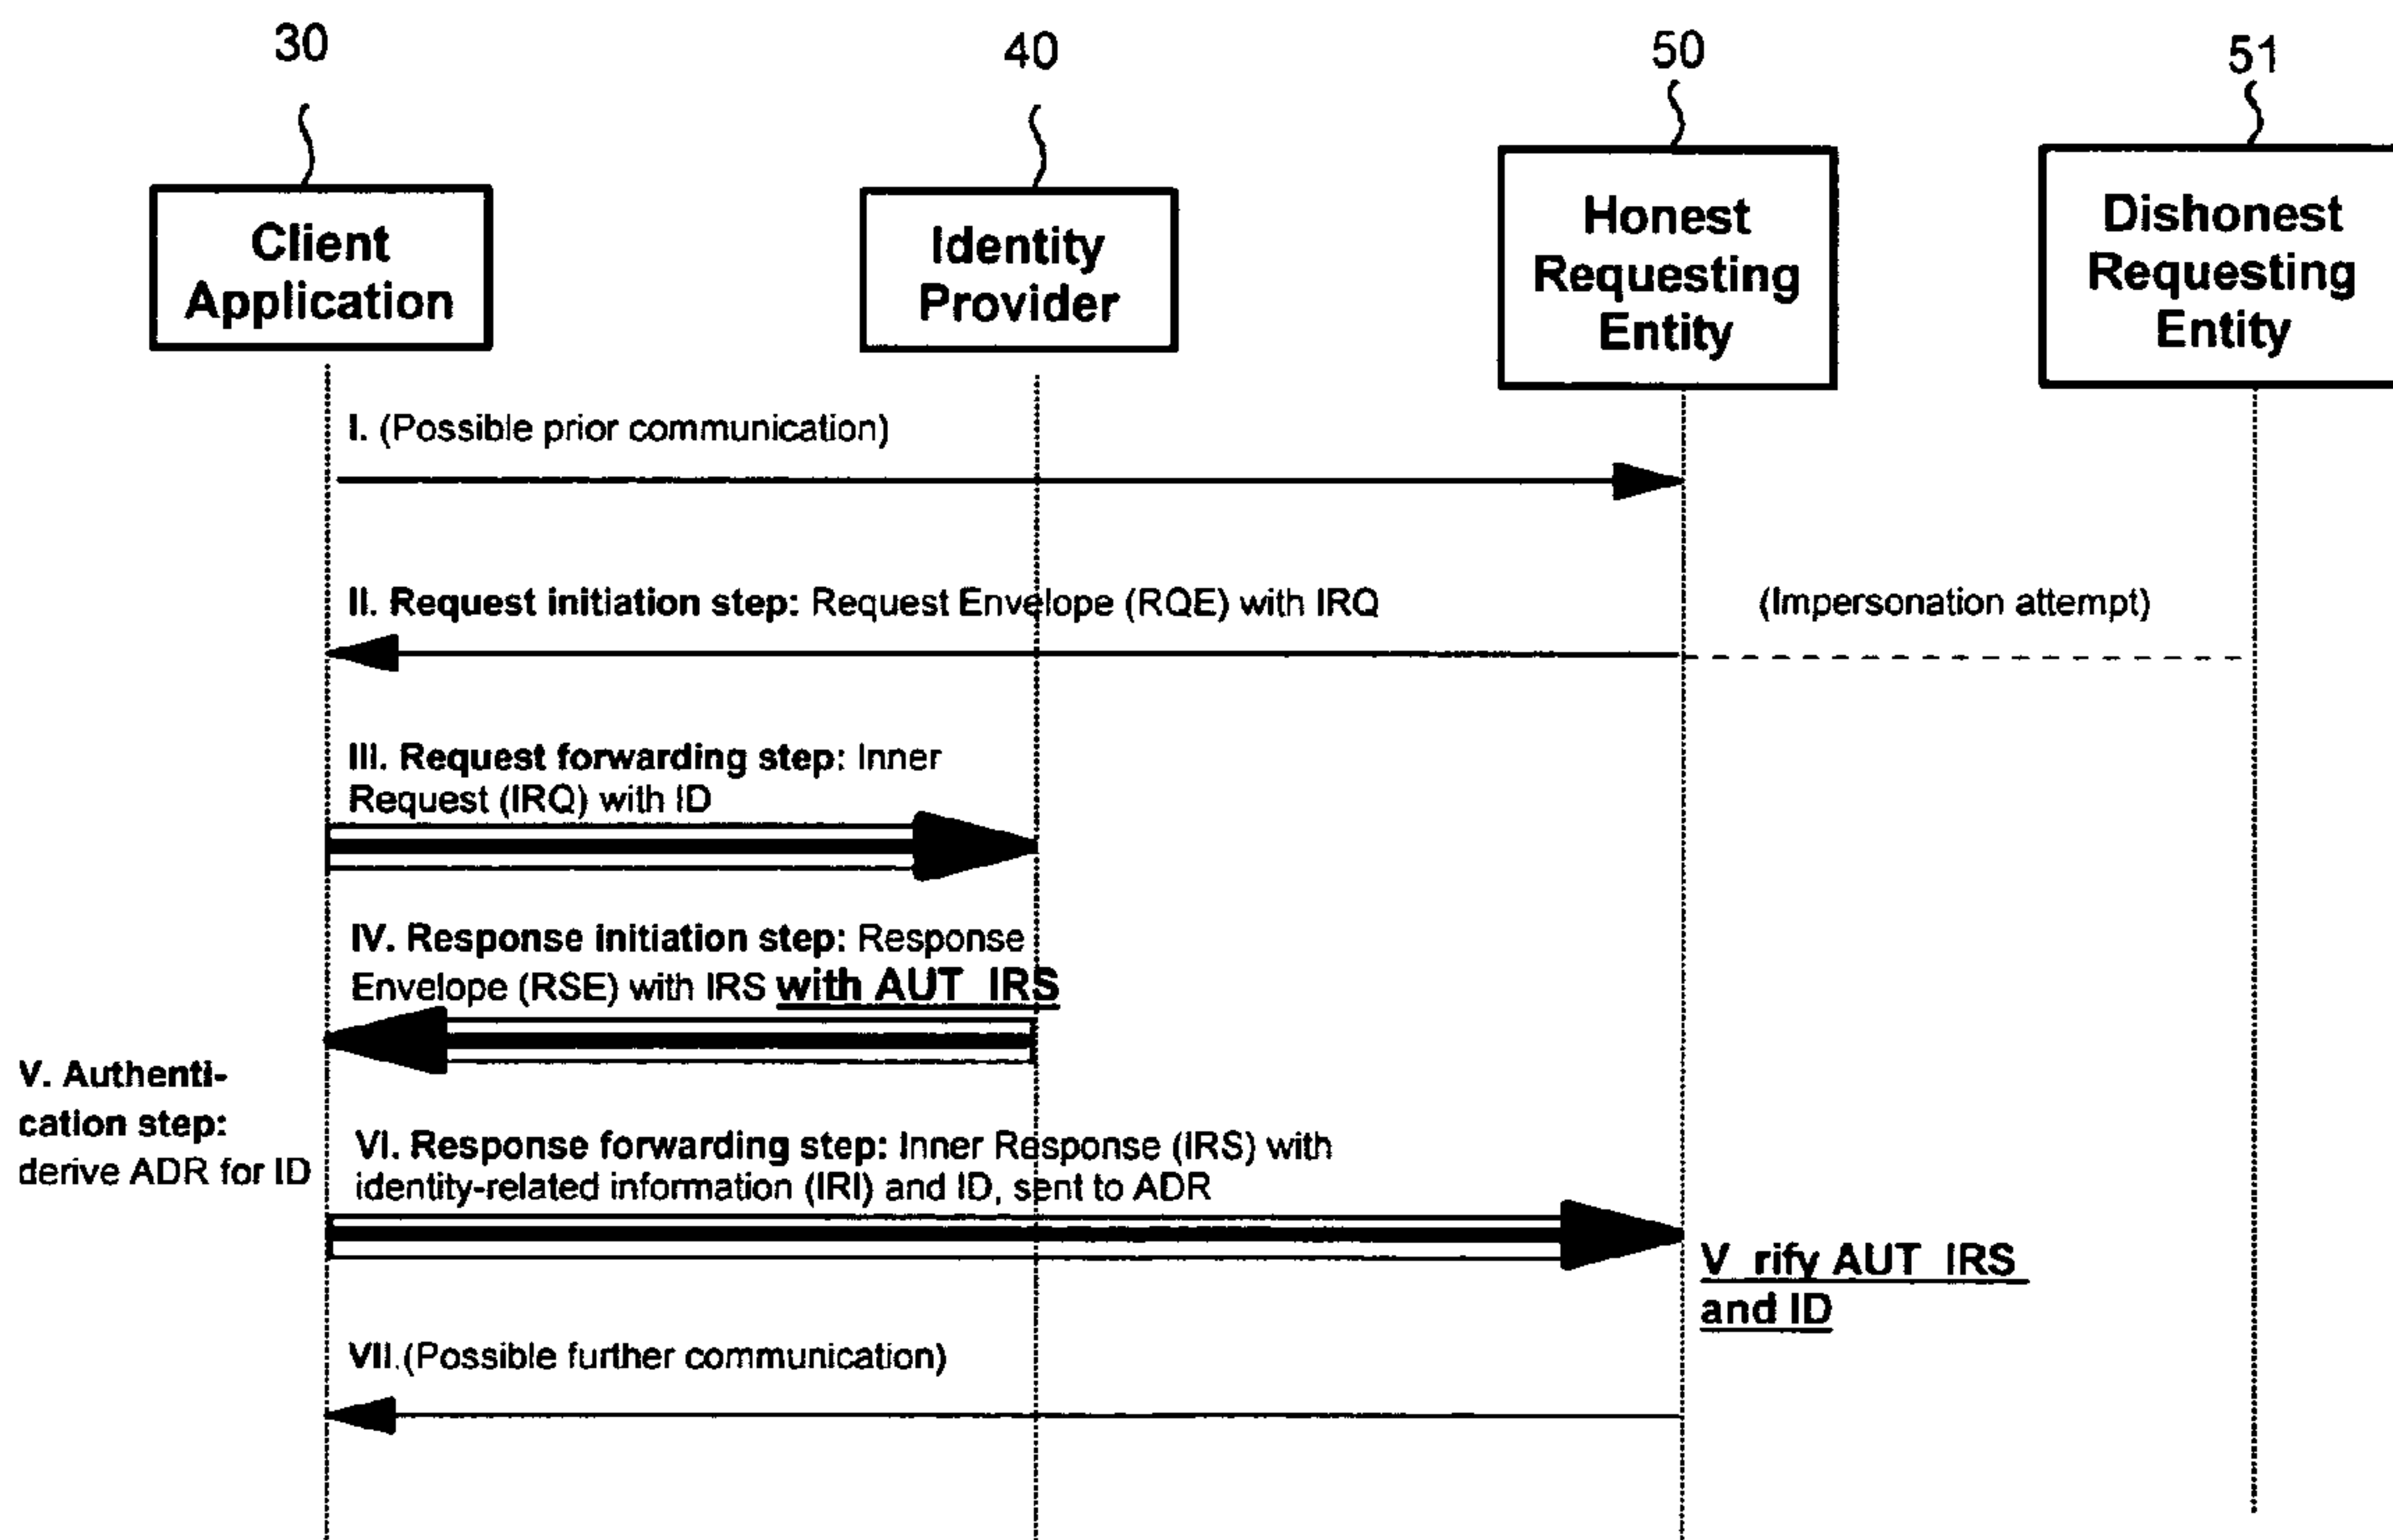 30
40
50
51
Client
Application
Identity
Provider
Honest
Requesting
Entity
Dishonest
Requesting
Entity
I. (Possible prior communication)
II. Request initiation step: Request Envelope (RQE) with IRQ
(Impersonation attempt)
III. Request forwarding step: Inner
Request (IRQ) with ID
IV. Response initiation step: Response
Envelope (RSE) with IRS with AUT IRS
V. Authenti-
cation step:
derive ADR for ID
VI. Response forwarding step: Inner Response (IRS) with
identity-related information (IRI) and ID, sent to ADR
V rify AUT IRS
and ID
VII.(Possible further communication)